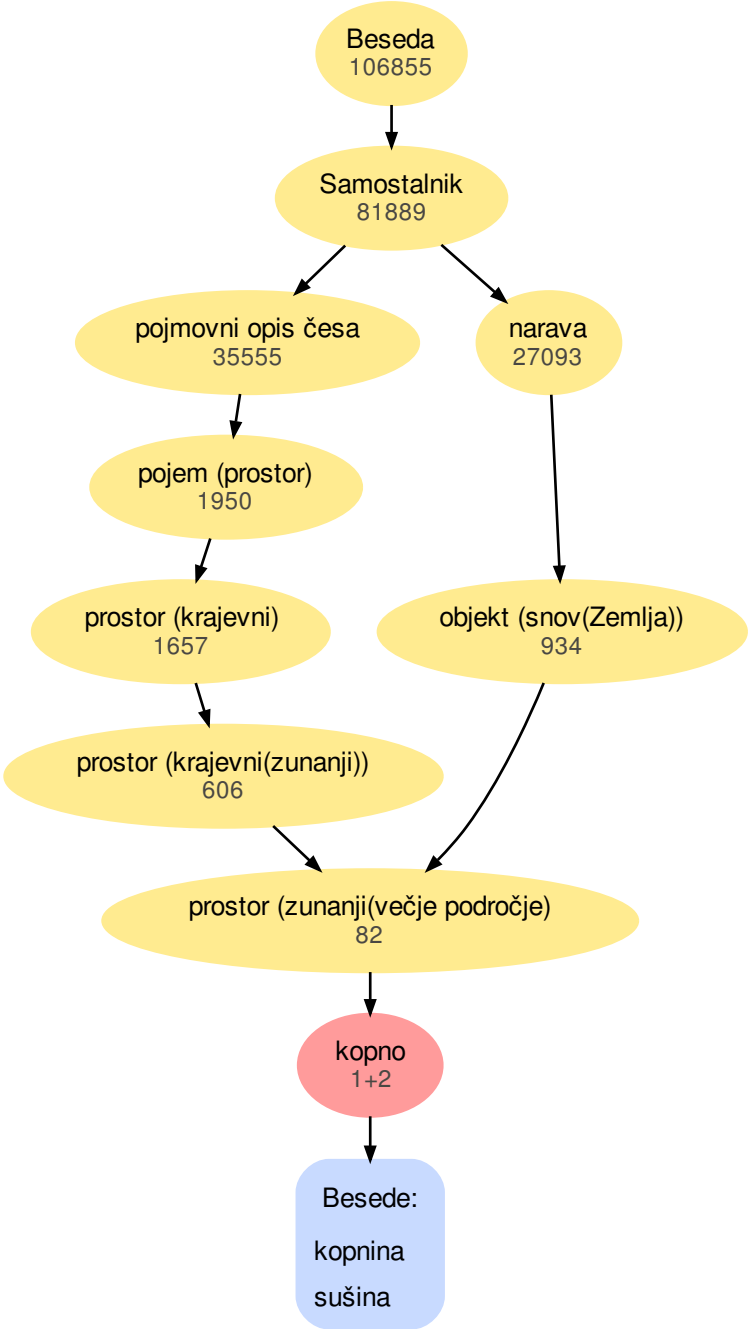 Beseda
106855
Samostalnik
81889
pojmovni opis česa
35555
narava
27093
pojem (prostor)
1950
prostor (krajevni)
1657
objekt (snov(Zemlja))
934
prostor (krajevni(zunanji))
606
prostor (zunanji(večje področje)
82
kopno
1+2
Besede:
kopnina
sušina